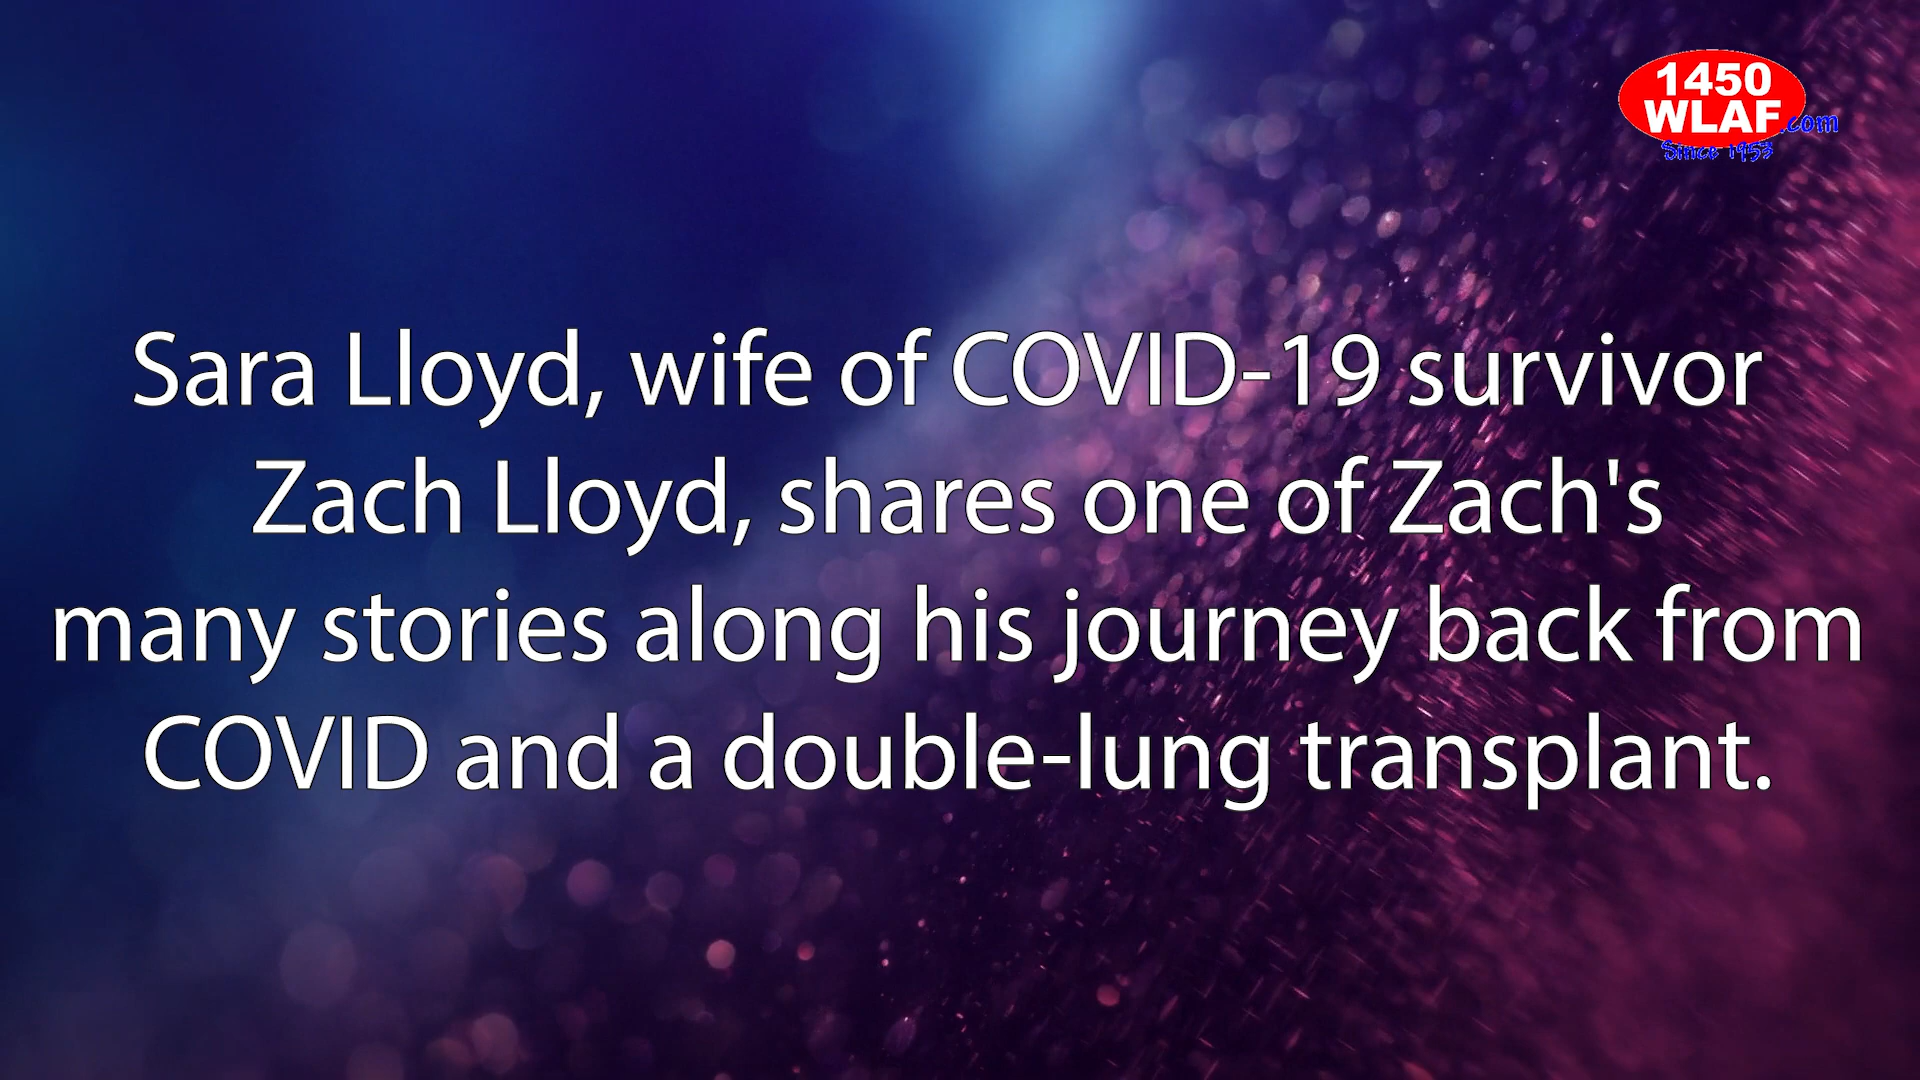 1450
WLAF.com
Since 1953
Sara Lloyd, wife of COVID-19 survivor
Zach Lloyd, shares one of Zach's
many stories along his journey back from
COVID and a double-lung transplant.